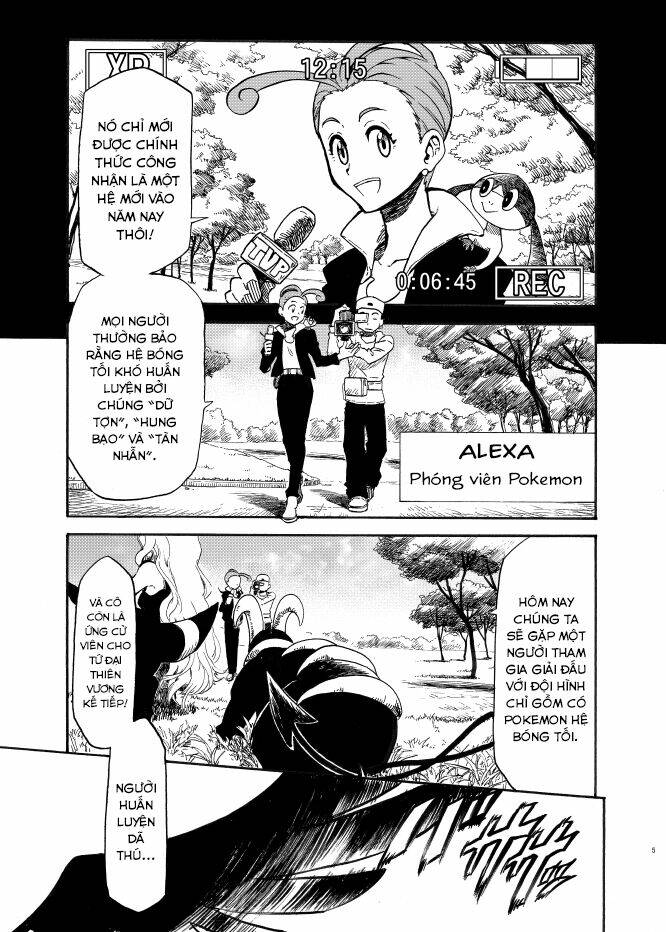 12:15
NÓ CHỈ MỚI
ĐƯỢC CHÍNH
THỨC CÔNG
NHẬN LÀ MỘT
HỆ MỚI VÀO
NĂM NAY
THÔI!
TVP
0:06:45
REC
MỌI NGƯỜI
THƯỜNG BẢO
RẰNG HỆ BÓNG
TỐI KHÓ HUẤN
LUYỆN BỞI
CHÚNG "DỮ
TỢN", "HUNG
BẠO" VÀ "TÀN
NHẪN".
ALEXA
Phóng viên Pokemon
HÔM NAY
CHÚNG TA
SẼ GẶP MỘT
NGƯỜI THAM
GIA GIẢI ĐẤU
VỚI ĐỘI HÌNH
CHỈ GỒM CÓ
POKEMON HỆ
BÓNG TỐI.
VÀ CÔ
CÒN LÀ
ỨNG CỬ
VIÊN CHO
TỨ ĐẠI
THIÊN
VƯƠNG
KẾ TIẾP!
NGƯỜI
HUẤN
LUYỆN
DÃ
THÚ...
5